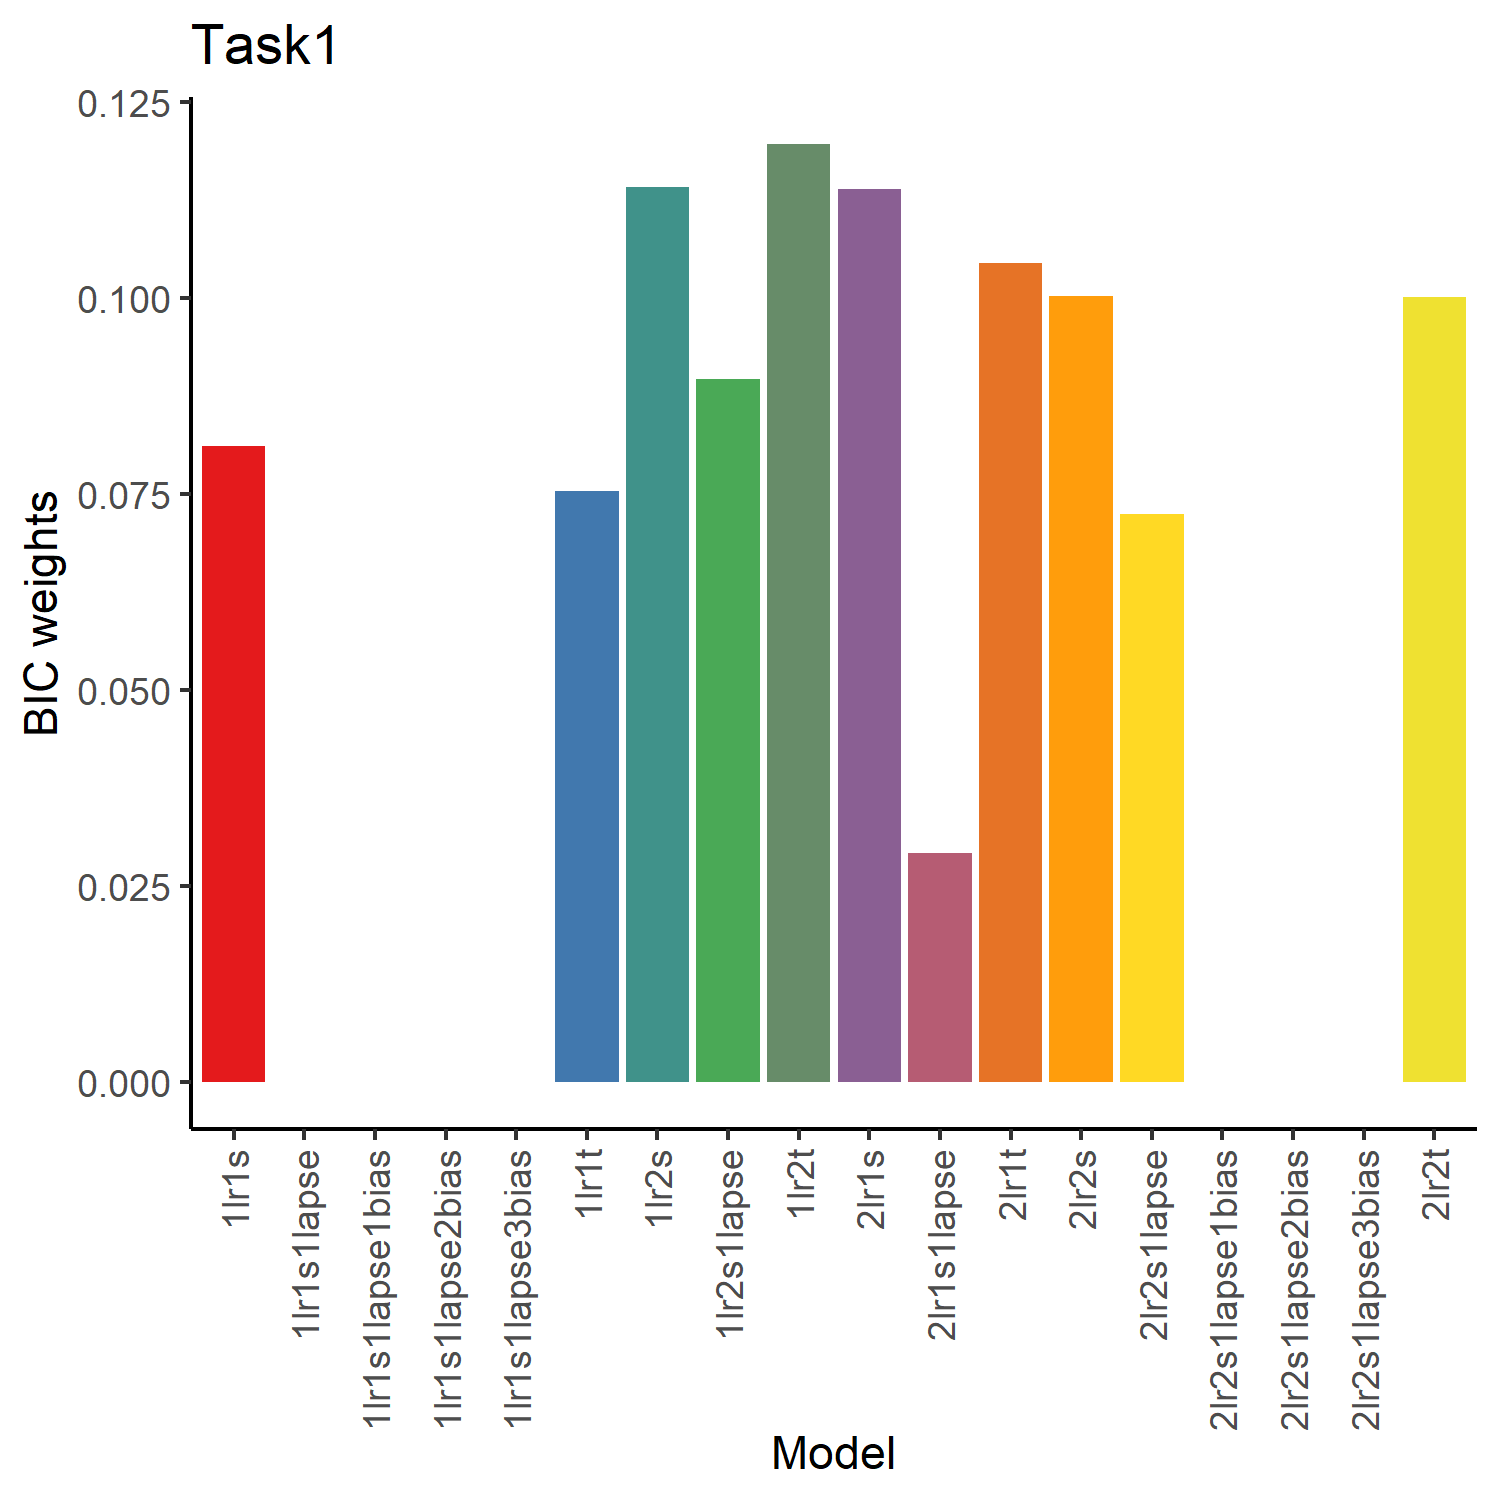 Task1
BIC weights
0.125
0.100
0.075
0.050
0.025
0.000
1lr1s
1lr1s1lapse
1lr1s1lapse1bias
1lr1s1lapse2bias
1lr1s1lapse3bias
1lr1t
1lr2s
1lr2s1lapse
1lr2t
2lr1s
2lr1s1lapse
2lr1t
2lr2s
2lr2s1lapse
2lr2s1lapse1bias
2lr2s1lapse2bias
2lr2s1lapse3bias
2lr2t
Model